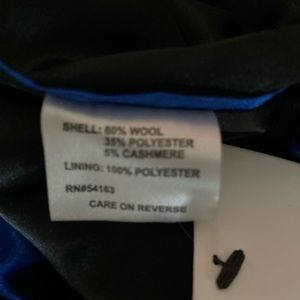 SHELL: 60% WOOL
35% POLYESTER
5% CASHMERE
LINING: 100% POLYESTER
RN#54163
CARE ON REVERSE